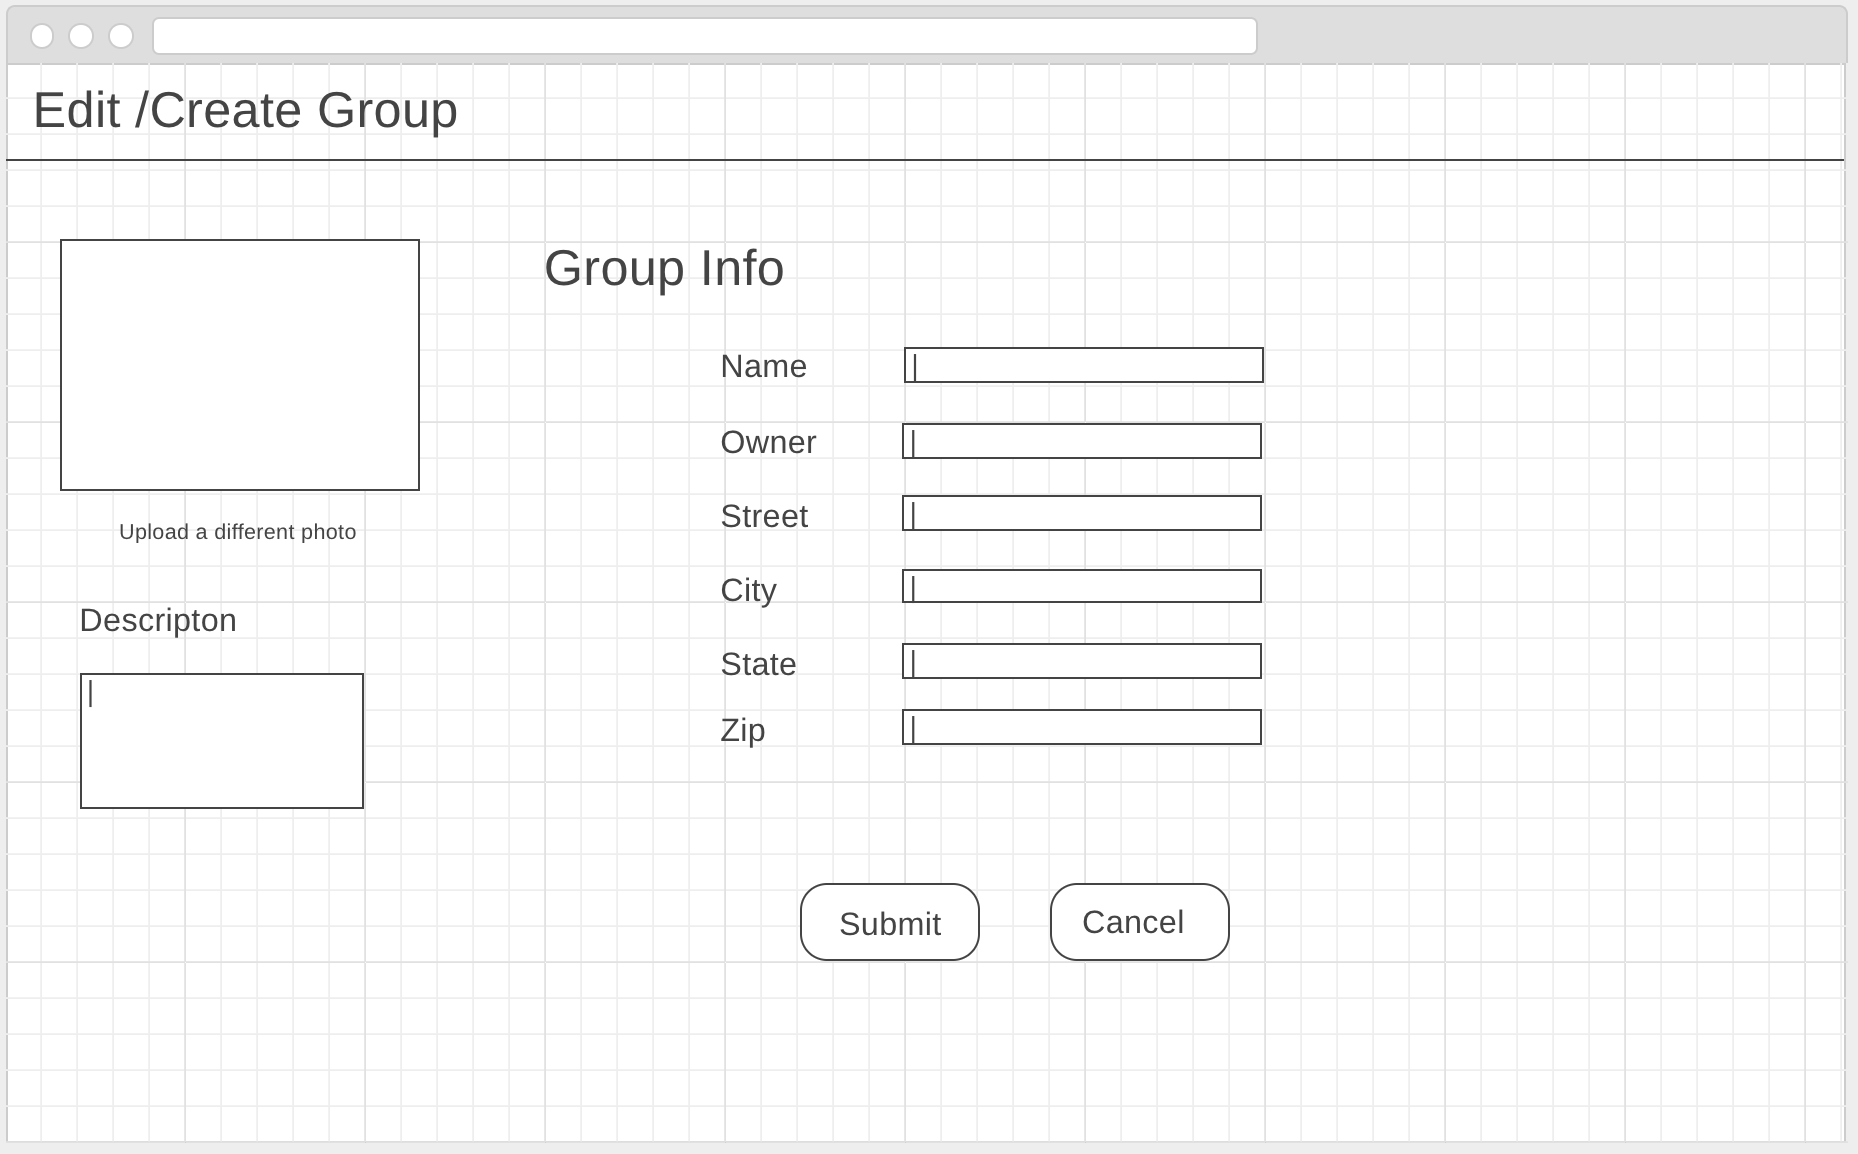 Edit /Create Group
Group Info
Name
Owner
Street
City
State
Zip
Upload a different photo
Descripton
Submit
Cancel